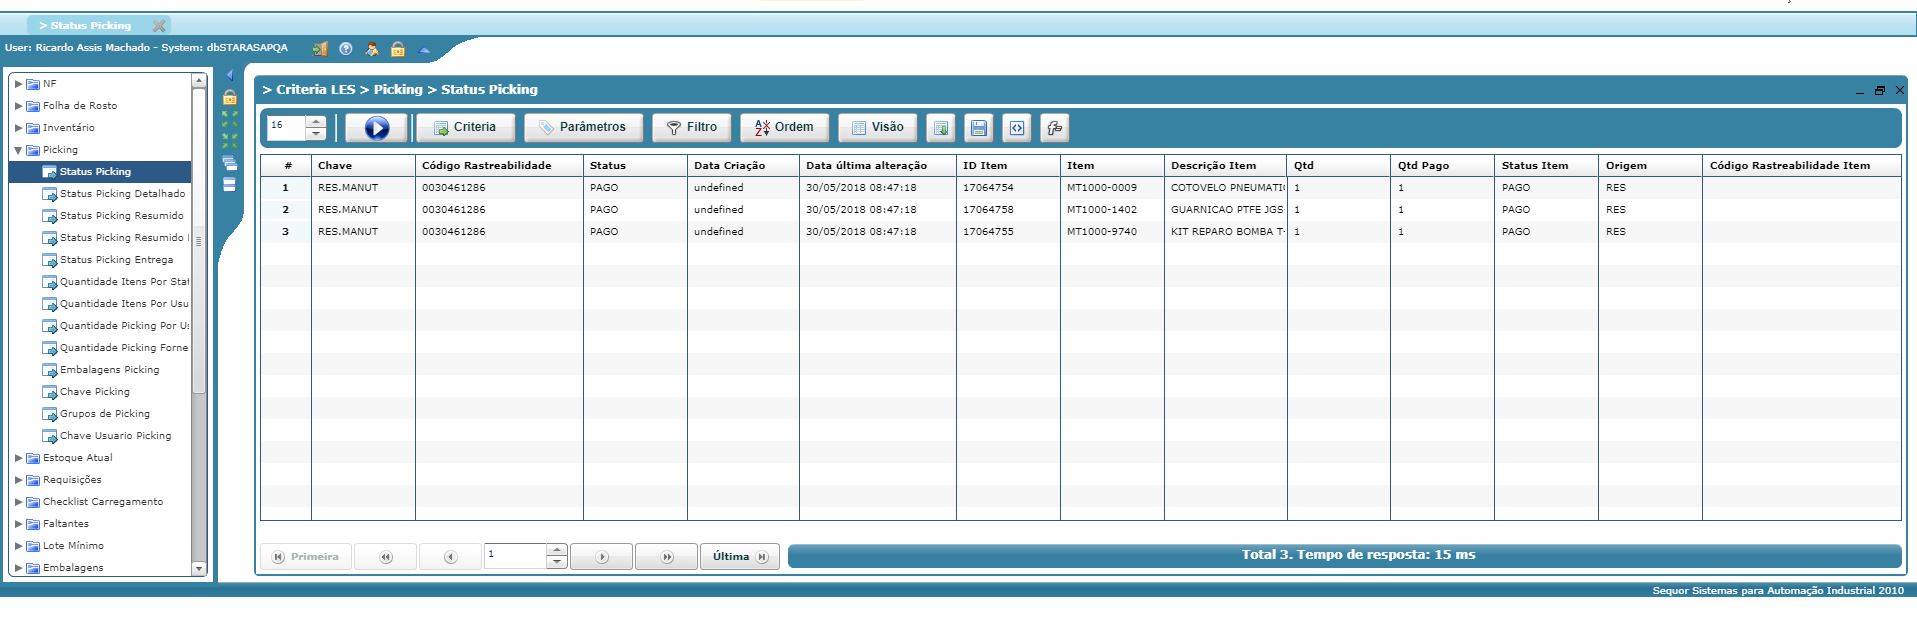 > Status Picking
User: Ricardo Assis Machado - System: dbSTARASAPQA
NF
Folha de Rosto
Inventário
Picking
Status Picking
Status Picking Detalhado
Status Picking Resumido
Status Picking Resumido
Status Picking Entrega
Quantidade Itens Por Stat
Quantidade Itens Por Usu
Quantidade Picking Por U
Quantidade Picking Forne
Embalagens Picking
Chave Picking
Grupos de Picking
Chave Usuario Picking
Estoque Atual
Requisições
Checklist Carregamento
Faltantes
Lote Mínimo
Embalagens
> Criteria LES > Picking > Status Picking
16 Criteria Parâmetros Filtro Ordem Visão
# Chave Código Rastreabilidade Status Data Criação Data última alteração ID Item Item Descrição Item Qtd Qtd Pago Status Item Origem Código Rastreabilidade Item
1 RES.MANUT 0030461286 PAGO undefined 30/05/2018 08:47:18 17064754 MT1000-0009 COTOVELO PNEUMATI 1 1 PAGO RES
2 RES.MANUT 0030461286 PAGO undefined 30/05/2018 08:47:18 17064758 MT1000-1402 GUARNICAO PTFE JGS 1 1 PAGO RES
3 RES.MANUT 0030461286 PAGO undefined 30/05/2018 08:47:18 17064755 MT1000-9740 KIT REPARO BOMBA T- 1 1 PAGO RES
Primeira 1 Última Total 3. Tempo de resposta: 15 ms
Sequor Sistemas para Automação Industrial 2010